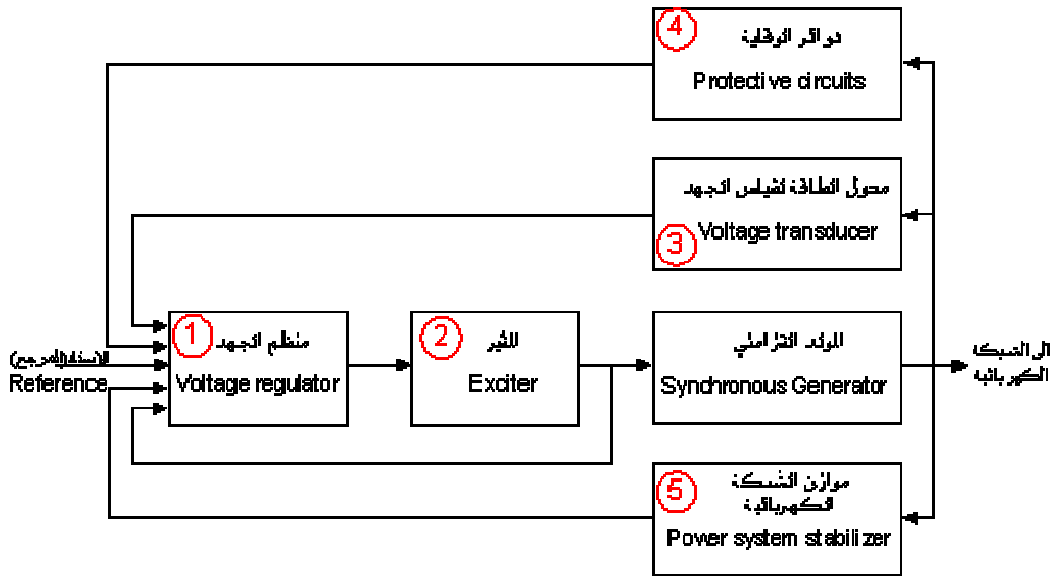 4
دوائر الوقاية
Protective circuits
محول الطاقة لقياس الجهد
Voltage transducer
3
1
منظم الجهد
Voltage regulator
2
المثير
Exciter
المولد التزامني
Synchronous Generator
الى الشبكة
الكهربائية
(المرجع)
Reference
5
موازن الشبكة
الكهربائية
Power system stabilizer